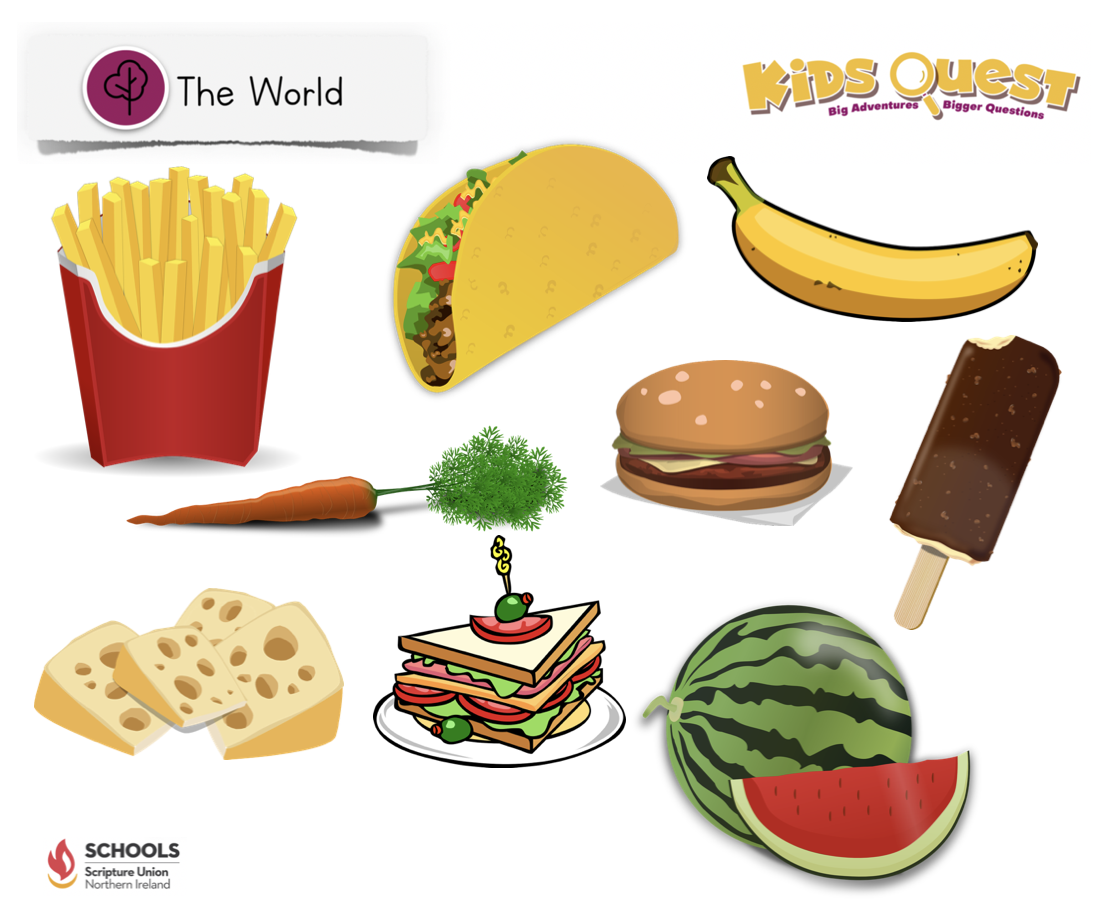 The World
KiDS QUEST
Big Adventures Bigger Questions
SCHOOLS
Scripture Union
Northern Ireland